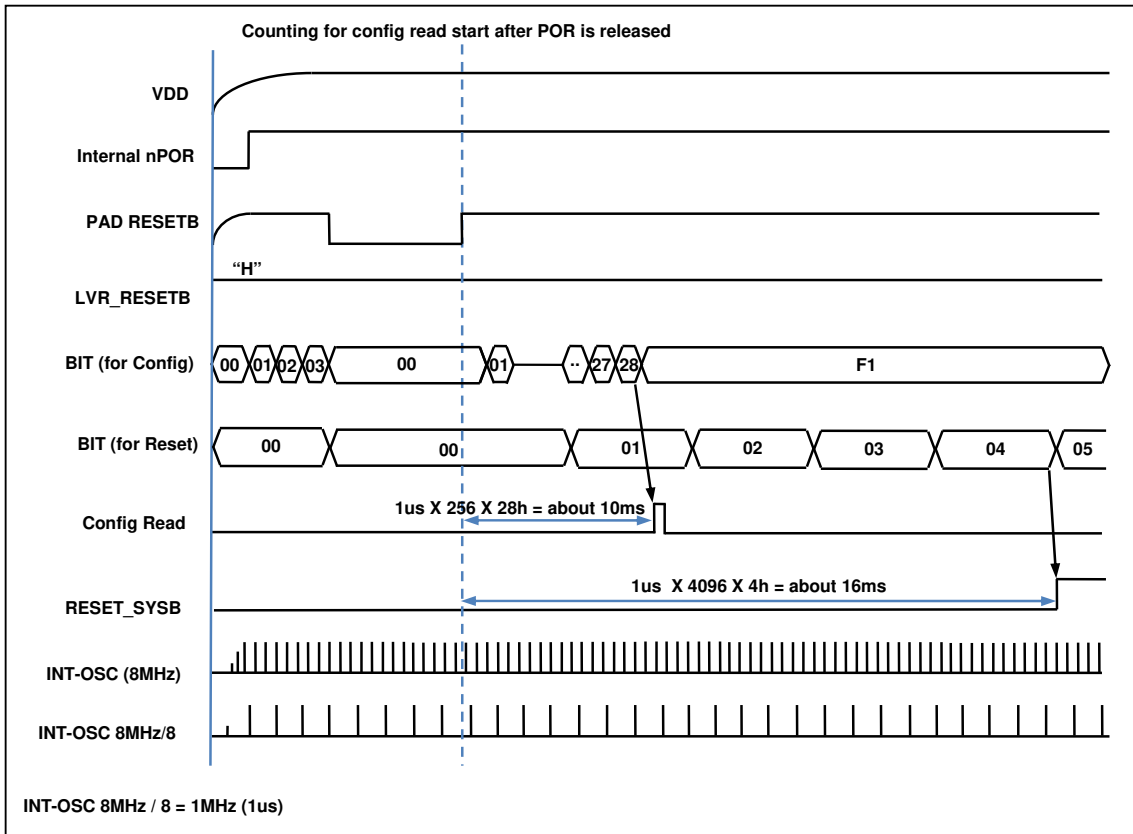 Counting for config read start after POR is released
VDD
Internal nPOR
PAD RESETB
“H”
LVR_RESETB
BIT (for Config)
00 01 02 03 00 01 .. 27 28 F1
BIT (for Reset)
00 00 01 02 03 04 05
1us X 256 X 28h = about 10ms
Config Read
1us X 4096 X 4h = about 16ms
RESET_SYSB
INT-OSC (8MHz)
INT-OSC 8MHz/8
INT-OSC 8MHz / 8 = 1MHz (1us)